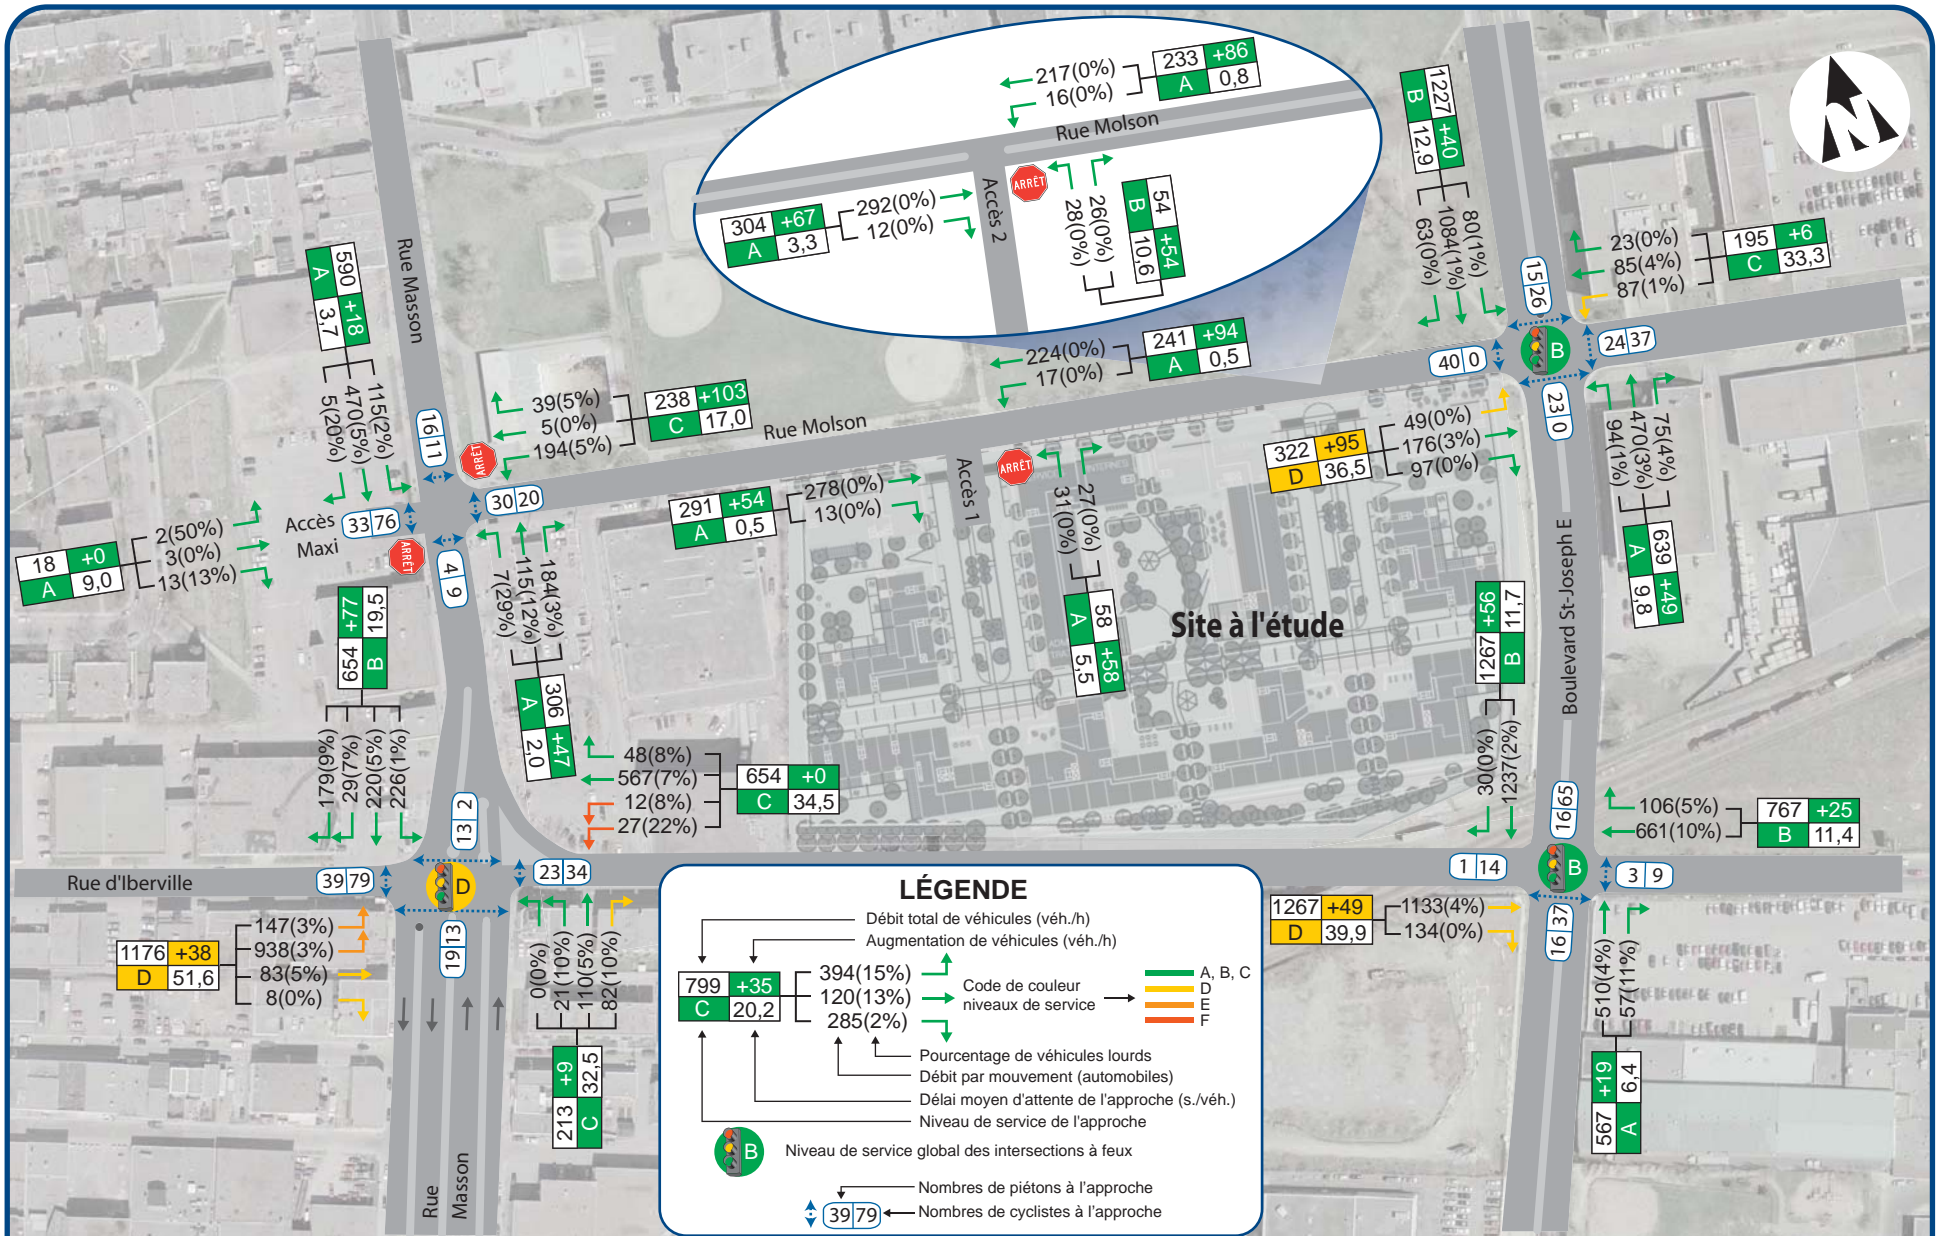 217(0%)
16(0%)
233 +86
A 0,8
Rue Molson
ARRÊT
Accès 2
304 +67
A 3,3
292(0%)
12(0%)
28(0%)
26(0%)
54 +54
B 10,6
1227 +40
B 12,9
63(0%)
1084(1%)
80(1%)
15 26
23(0%)
85(4%)
87(1%)
195 +6
C 33,3
B
24 37
40 0
23 0
590 +18
A 3,7
Rue Masson
5(20%)
470(5%)
115(2%)
16 11
39(5%)
5(0%)
194(5%)
238 +103
C 17,0
ARRÊT
Rue Molson
224(0%)
17(0%)
241 +94
A 0,5
322 +95
D 36,5
49(0%)
176(3%)
97(0%)
94(1%)
470(3%)
75(4%)
639 +49
A 9,8
30 20
33 76
Accès
Maxi
ARRÊT
4 9
18 +0
A 9,0
2(50%)
3(0%)
13(13%)
291 +54
A 0,5
278(0%)
13(0%)
Accès 1
ARRÊT
31(0%)
27(0%)
58 +58
A 5,5
Site à l'étude
Boulevard St-Joseph E
7(29%)
115(12%)
184(3%)
306 +47
A 2,0
654 +77
B 19,5
179(9%)
29(7%)
220(5%)
226(1%)
13 2
48(8%)
567(7%)
12(8%)
27(22%)
654 +0
C 34,5
1267 +56
B 11,7
30(0%)
1237(2%)
16 65
106(5%)
661(10%)
767 +25
B 11,4
Rue d'Iberville
39 79
D
23 34
19 13
1 14
B
3 9
16 37
147(3%)
938(3%)
83(5%)
8(0%)
1176 +38
D 51,6
0(0%)
21(10%)
110(5%)
82(10%)
213 +9
C 32,5
1267 +49
D 39,9
1133(4%)
134(0%)
510(4%)
57(11%)
567 +19
A 6,4
Rue
Masson
LÉGENDE
Débit total de véhicules (véh./h)
Augmentation de véhicules (véh./h)
799 +35
C 20,2
394(15%)
120(13%)
285(2%)
Code de couleur
niveaux de service
A, B, C
D
E
F
Pourcentage de véhicules lourds
Débit par mouvement (automobiles)
Délai moyen d'attente de l'approche (s./véh.)
Niveau de service de l'approche
B
Niveau de service global des intersections à feux
Nombres de piétons à l'approche
39 79
Nombres de cyclistes à l'approche